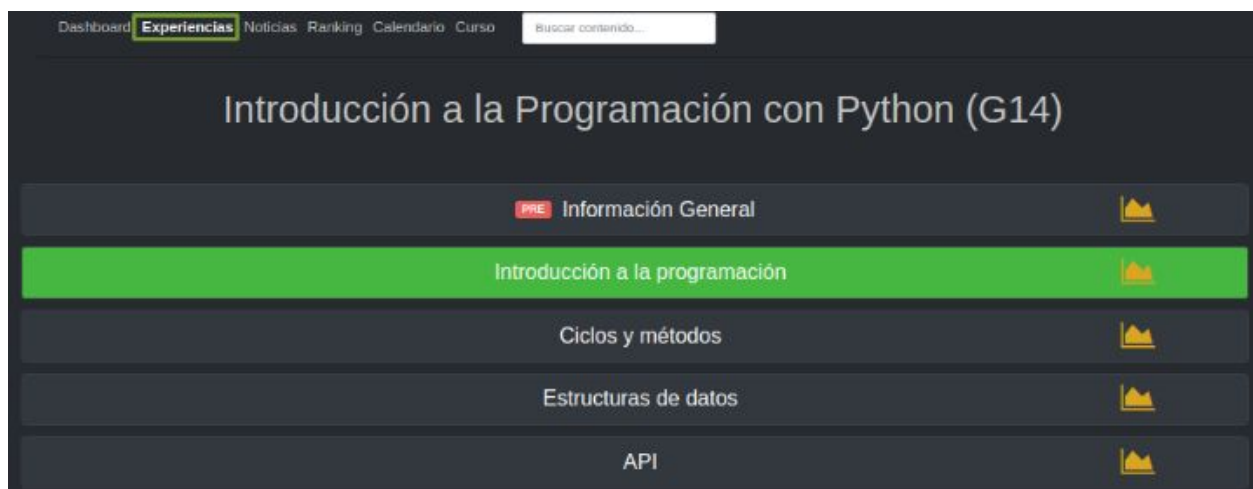 Dashboard Experiencias Noticias Ranking Calendario Curso Buscar contenido...
Introducción a la Programación con Python (G14)
PRE Información General
Introducción a la programación
Ciclos y métodos
Estructuras de datos
API